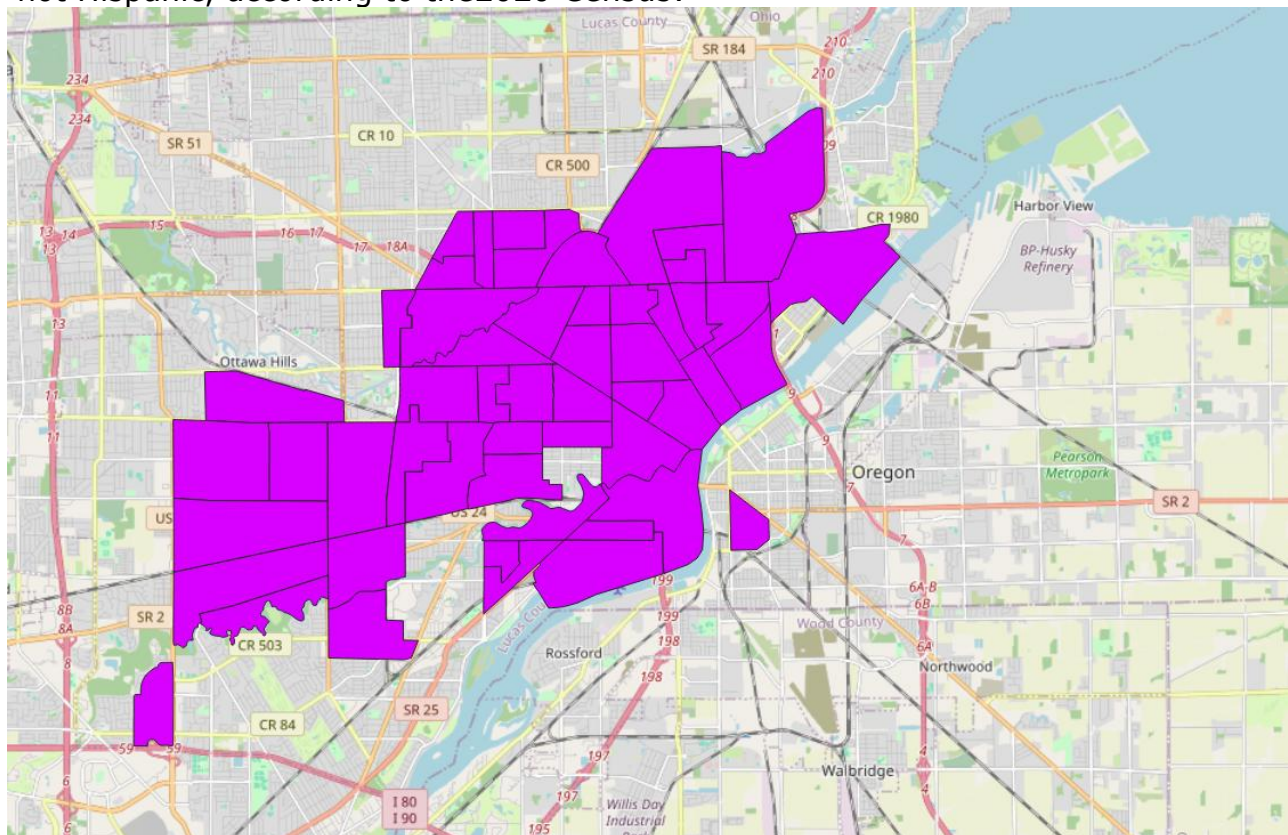 not Hispanic, according to the2020 Census.
Lucas County
Ohio
SR 184
210
210
234
234
SR 51
CR 10
CR 500
09
Harbor View
CR 1980
BP-Husky
Refinery
13
13
14
15
16
17
17
18A
13
Ottawa Hills
11
11
9
9
Oregon
7
7
Pearson
Metropark
SR 2
US
US 24
8B
8A
8
SR 2
CR 503
Lucas Cou
199
199
198
198
Wood County
6A-B
6B
6A
Rossford
Northwood
SR 25
CR 84
59
59
6
6
197
197
195
4
4
Walbridge
I 80
I 90
Willis Day
Industrial